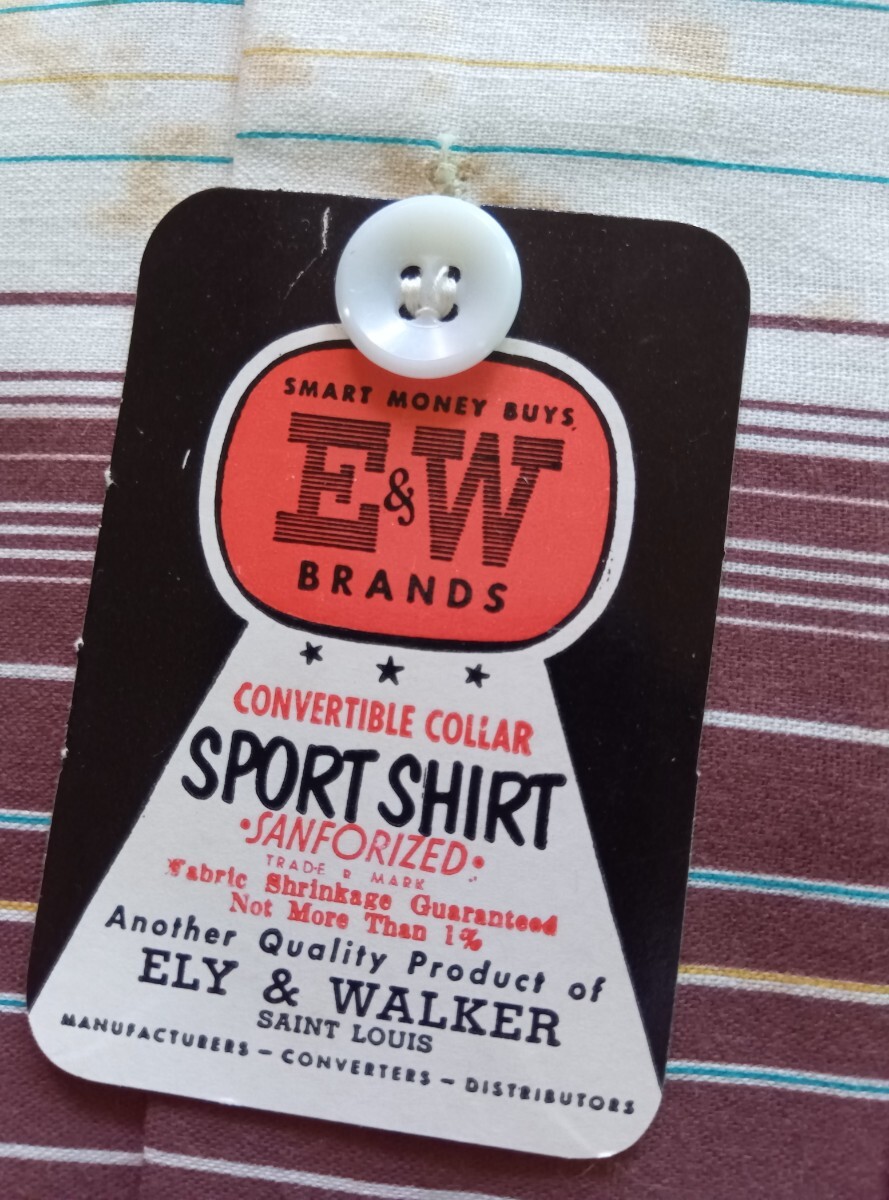 SMART MONEY BUYS
E&W
BRANDS
CONVERTIBLE COLLAR
SPORT SHIRT
•SANFORIZED•
TRADE R MARK
Fabric Shrinkage Guaranteed
Not More Than 1%
Another Quality Product of
ELY & WALKER
SAINT LOUIS
MANUFACTURERS – CONVERTERS – DISTRIBUTORS